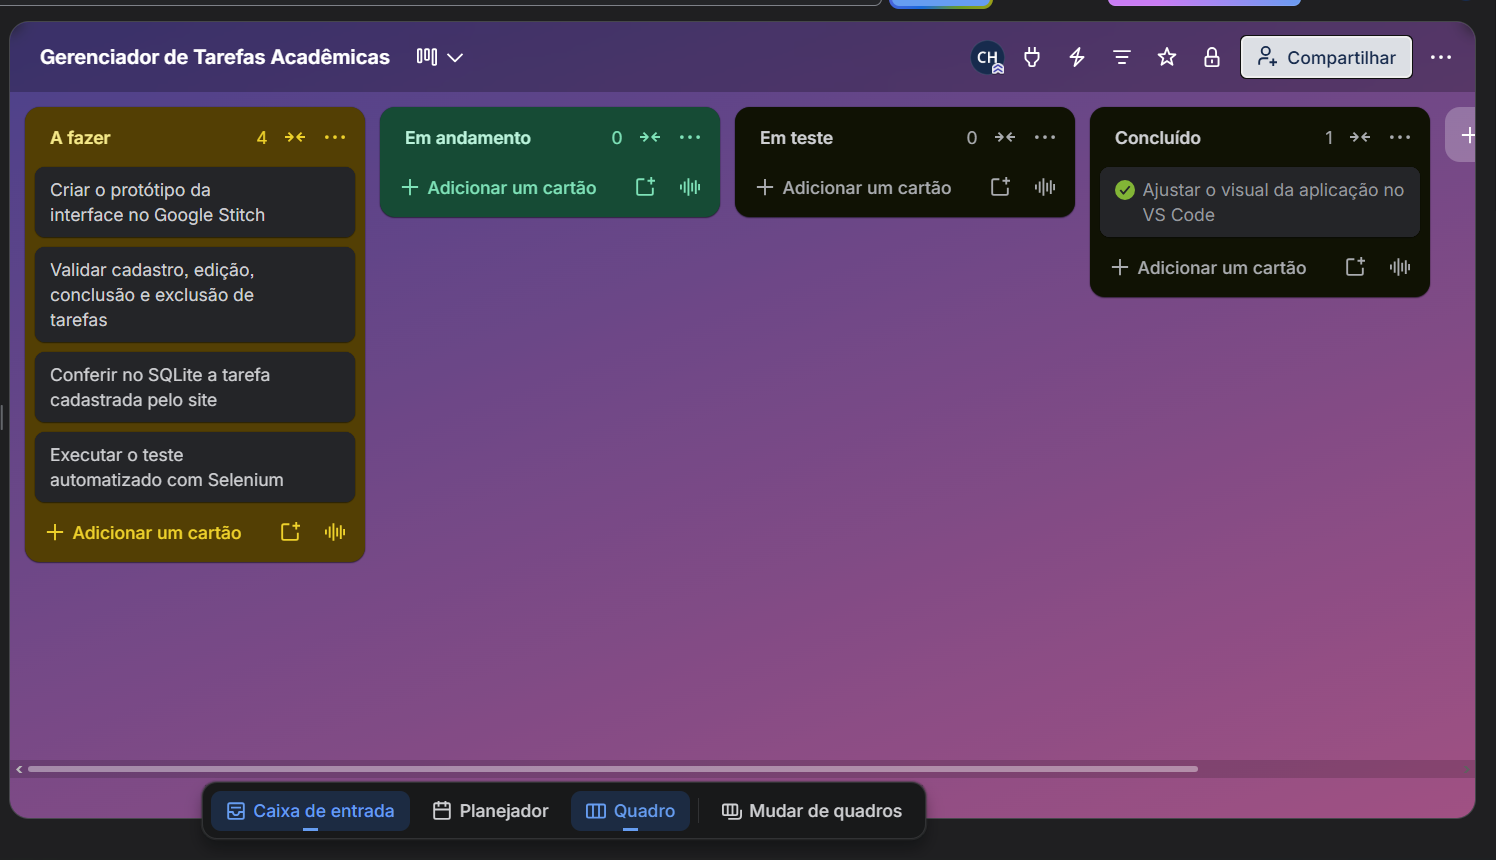 Gerenciador de Tarefas Acadêmicas
CH
Compartilhar
A fazer
4
Criar o protótipo da
interface no Google Stitch
Validar cadastro, edição,
conclusão e exclusão de
tarefas
Conferir no SQLite a tarefa
cadastrada pelo site
Executar o teste
automatizado com Selenium
Adicionar um cartão
Em andamento
0
Adicionar um cartão
Em teste
0
Adicionar um cartão
Concluído
1
Ajustar o visual da aplicação no
VS Code
Adicionar um cartão
Caixa de entrada
Planejador
Quadro
Mudar de quadros